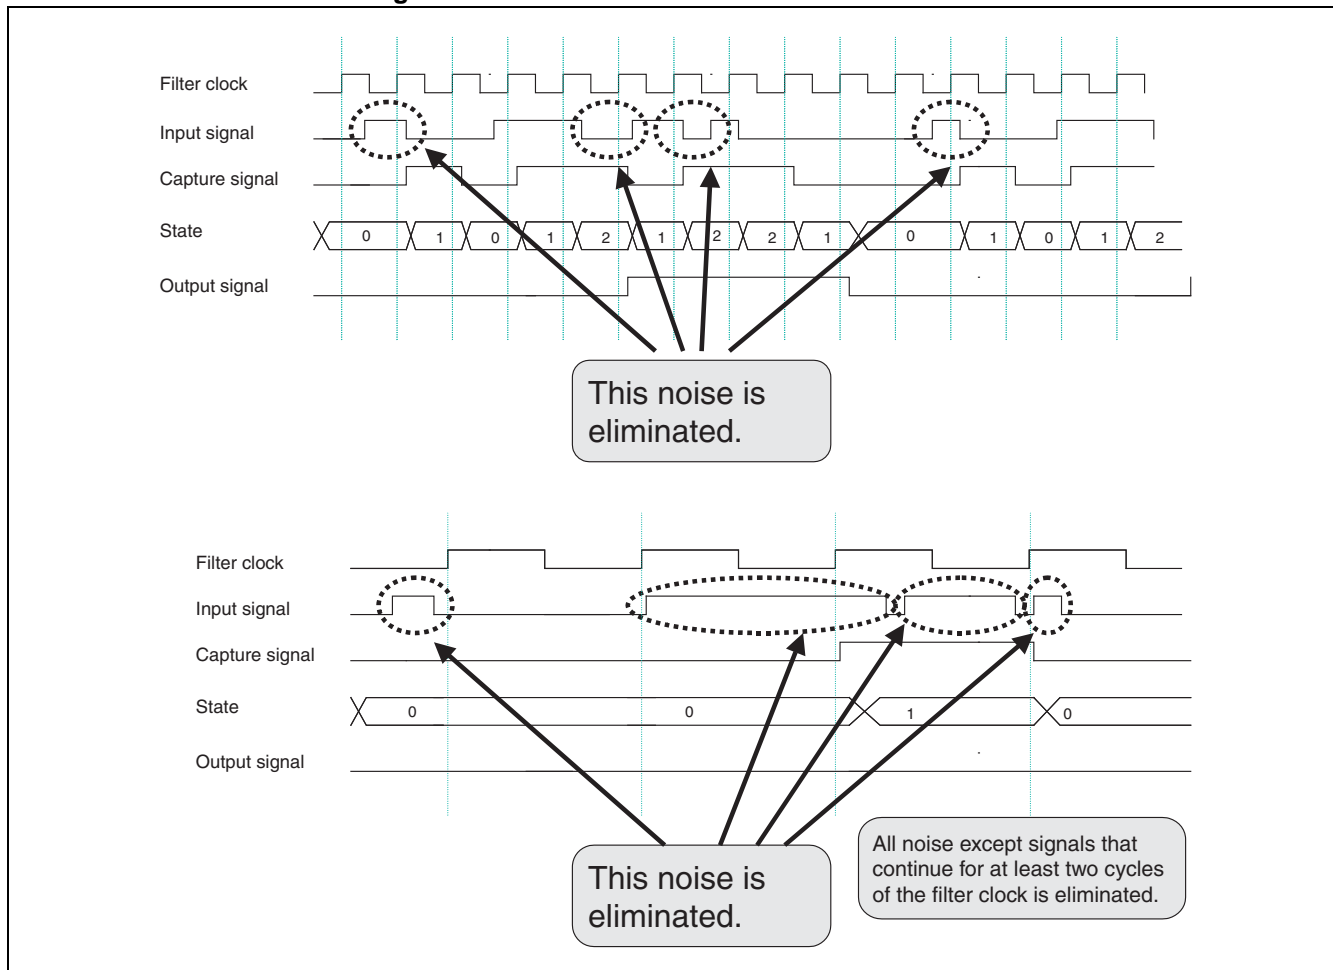 Filter clock
Input signal
Capture signal
State 0 1 0 1 2 1 2 2 1 0 1 0 1 2
Output signal
This noise is
eliminated.
Filter clock
Input signal
Capture signal
State 0 0 1 0
Output signal
All noise except signals that
continue for at least two cycles
of the filter clock is eliminated.
This noise is
eliminated.